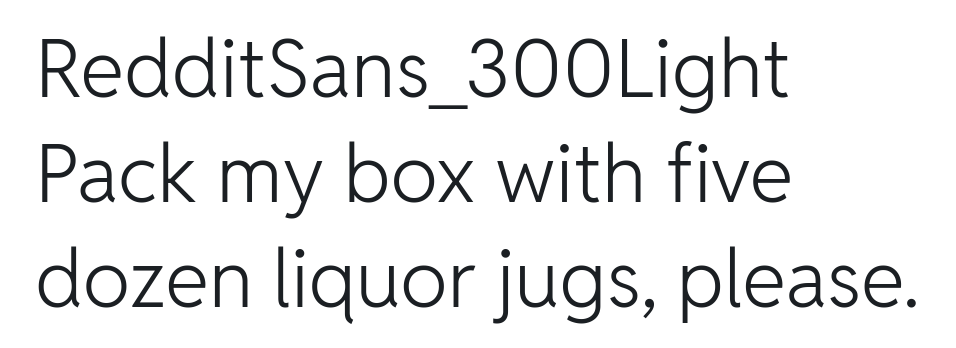 RedditSans_300Light
Pack my box with five
dozen liquor jugs, please.